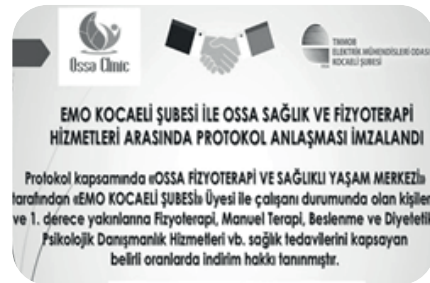 Ossa Clinic
TMMOB
ELEKTRİK MÜHENDİSLERİ ODASI
KOCAELİ ŞUBESİ
EMO KOCAELİ ŞUBESİ İLE OSSA SAĞLIK VE FİZYOTERAPİ
HİZMETLERİ ARASINDA PROTOKOL ANLAŞMASI İMZALANDI
Protokol kapsamında «OSSA FİZYOTERAPİ VE SAĞLIKLI YAŞAM MERKEZİ»
tarafından «EMO KOCAELİ ŞUBESİ» Üyesi ile çalışanı durumunda olan kişiler
ve 1. derece yakınlarına Fizyoterapi, Manuel Terapi, Beslenme ve Diyetetik
Psikolojik Danışmanlık Hizmetleri vb. sağlık tedavilerini kapsayan
belirli oranlarda indirim hakkı tanınmıştır.